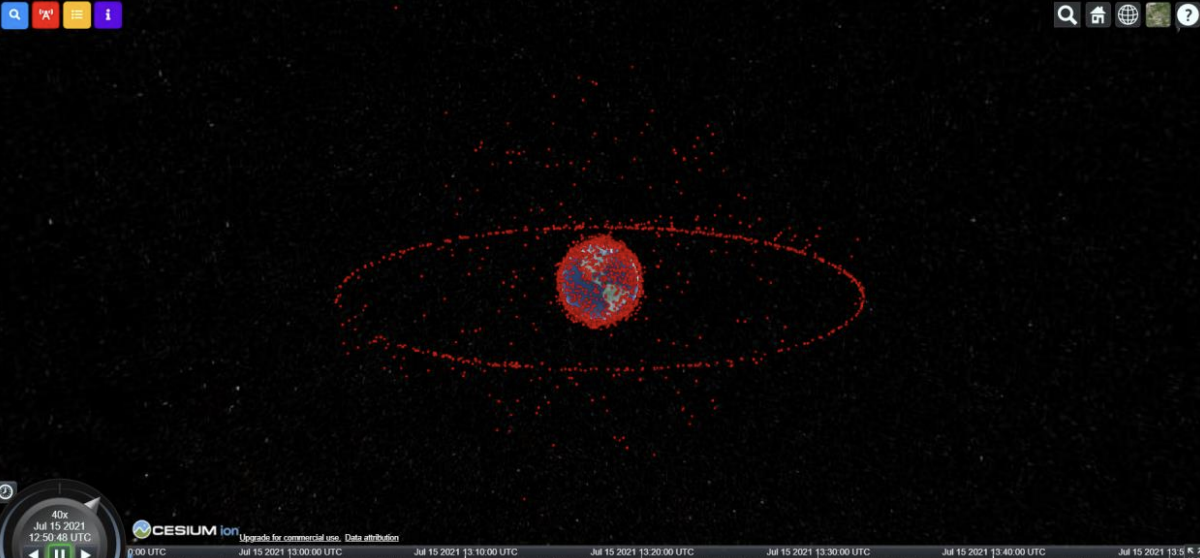 40x
Jul 15 2021
12:50:48 UTC
CESIUM ion
Upgrade for commercial use. Data attribution
0:00 UTC Jul 15 2021 13:00:00 UTC Jul 15 2021 13:10:00 UTC Jul 15 2021 13:20:00 UTC Jul 15 2021 13:30:00 UTC Jul 15 2021 13:40:00 UTC Jul 15 2021 13:5